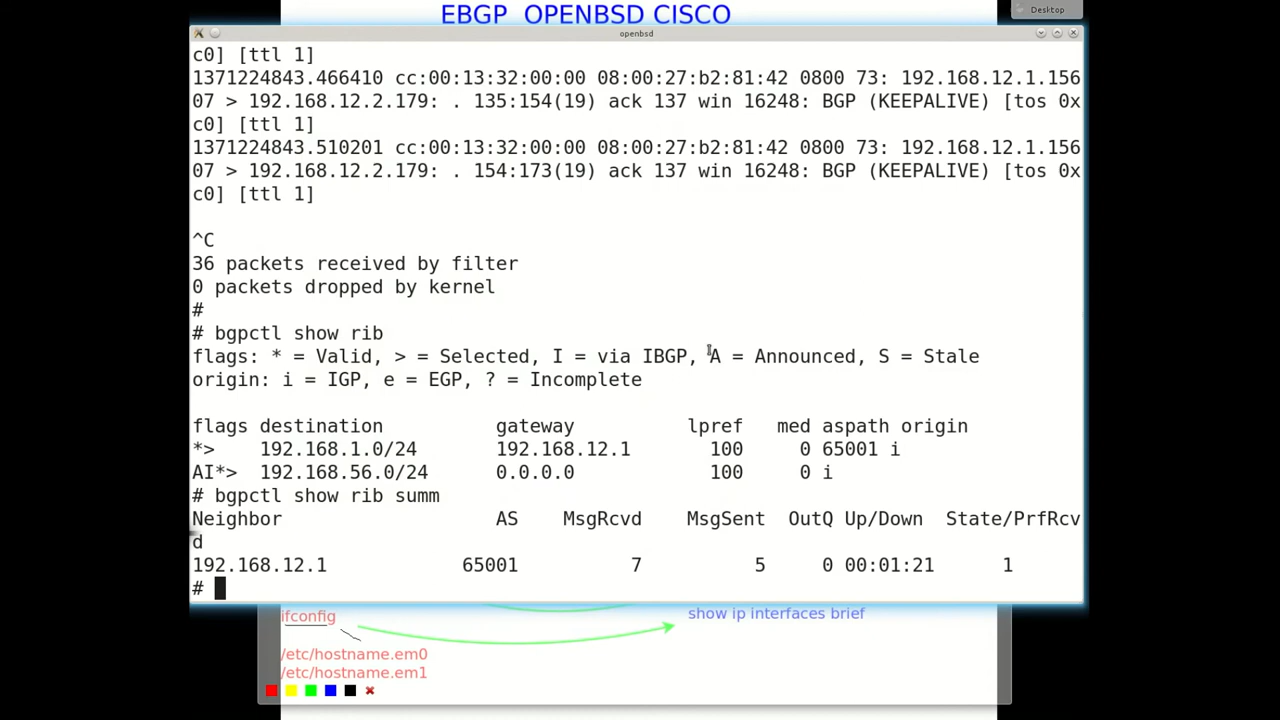 EBGP OPENBSD CISCO
Desktop
openbsd
c0] [ttl 1]
1371224843.466410 cc:00:13:32:00:00 08:00:27:b2:81:42 0800 73: 192.168.12.1.156
07 > 192.168.12.2.179: . 135:154(19) ack 137 win 16248: BGP (KEEPALIVE) [tos 0x
c0] [ttl 1]
1371224843.510201 cc:00:13:32:00:00 08:00:27:b2:81:42 0800 73: 192.168.12.1.156
07 > 192.168.12.2.179: . 154:173(19) ack 137 win 16248: BGP (KEEPALIVE) [tos 0x
c0] [ttl 1]
^C
36 packets received by filter
0 packets dropped by kernel
#
# bgpctl show rib
flags: * = Valid, > = Selected, I = via IBGP, A = Announced, S = Stale
origin: i = IGP, e = EGP, ? = Incomplete
flags destination gateway lpref med aspath origin
*> 192.168.1.0/24 192.168.12.1 100 0 65001 i
AI*> 192.168.56.0/24 0.0.0.0 100 0 i
# bgpctl show rib summ
Neighbor AS MsgRcvd MsgSent OutQ Up/Down State/PrfRcv
d
192.168.12.1 65001 7 5 0 00:01:21 1
#
ifconfig
show ip interfaces brief
/etc/hostname.em0
/etc/hostname.em1